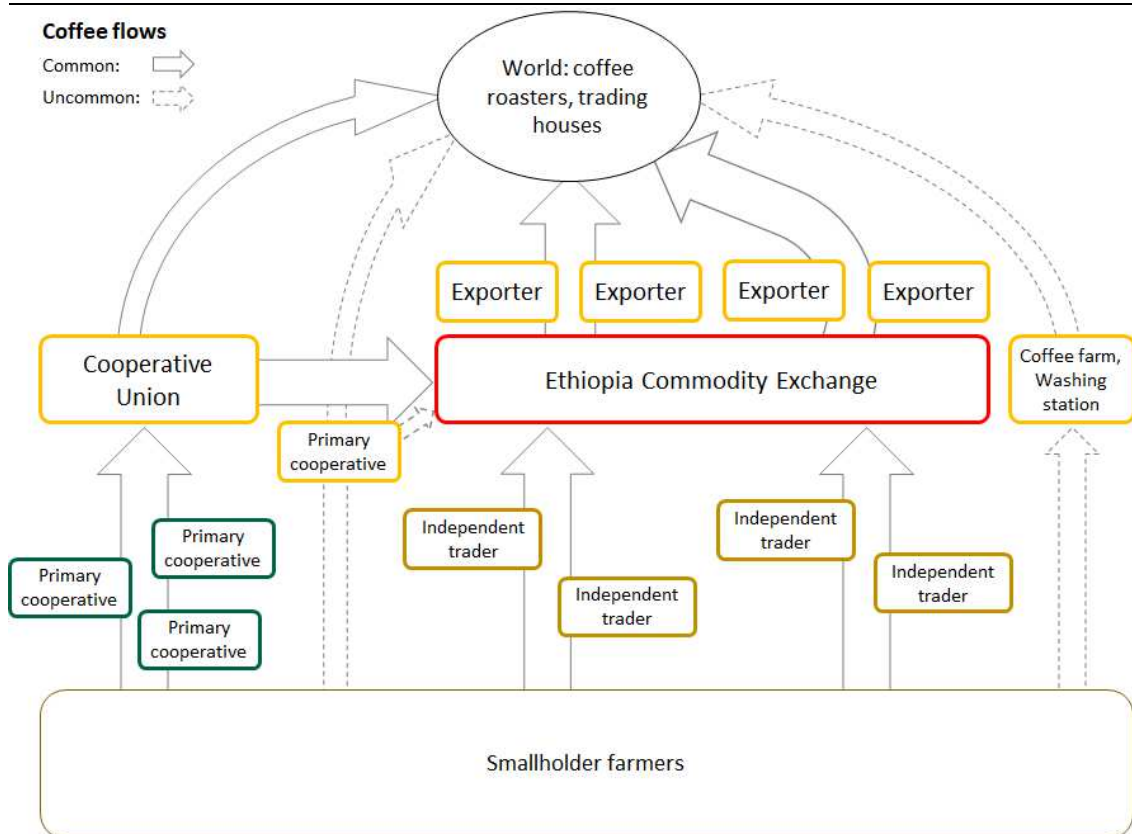 Coffee flows
Common:
Uncommon:
World: coffee
roasters, trading
houses
Exporter
Exporter
Exporter
Exporter
Cooperative
Union
Ethiopia Commodity Exchange
Coffee farm,
Washing
station
Primary
cooperative
Independent
trader
Independent
trader
Primary
cooperative
Primary
cooperative
Independent
trader
Independent
trader
Primary
cooperative
Smallholder farmers